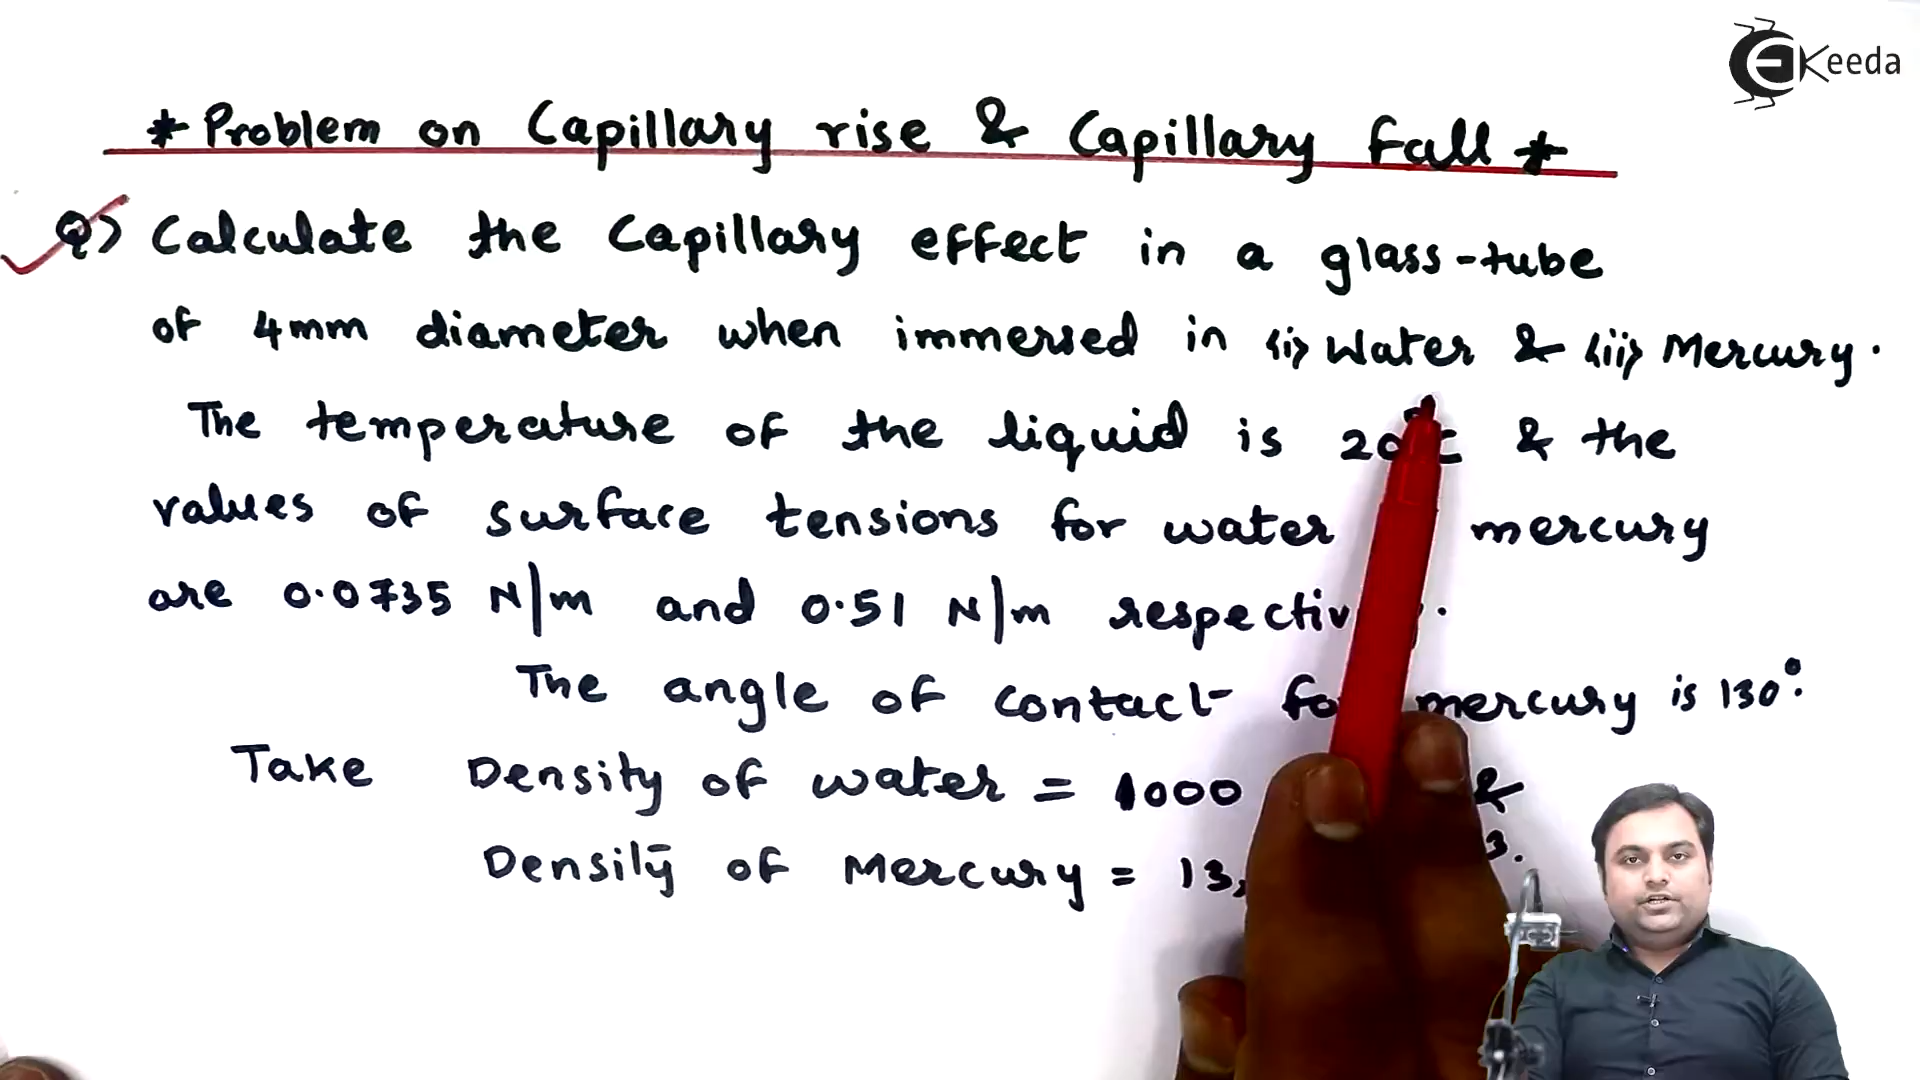 EKeeda
* Problem on Capillary rise & Capillary fall *
Q> Calculate the Capillary effect in a glass-tube
of 4mm diameter when immersed in (i) Water & (ii) Mercury.
The temperature of the liquid is 20°C & the
values of surface tensions for water mercury
are 0.0735 N/m and 0.51 N/m
The angle of contact for mercury is 130°.
Take Density of water = 1000 &
Density of Mercury = 13,